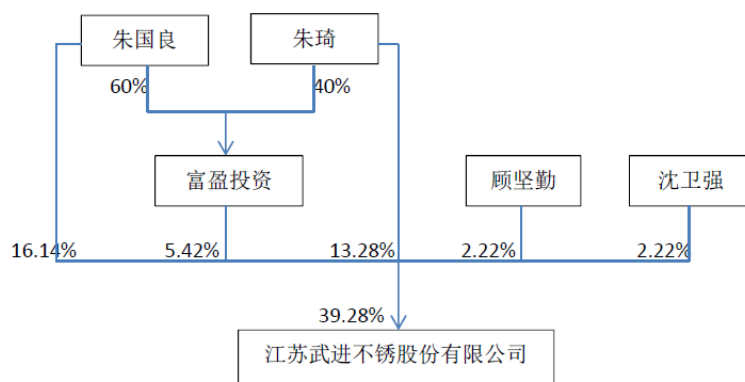 朱国良
朱琦
60%
40%
富盈投资
顾坚勤
沈卫强
16.14%
5.42%
13.28%
2.22%
2.22%
39.28%
江苏武进不锈股份有限公司